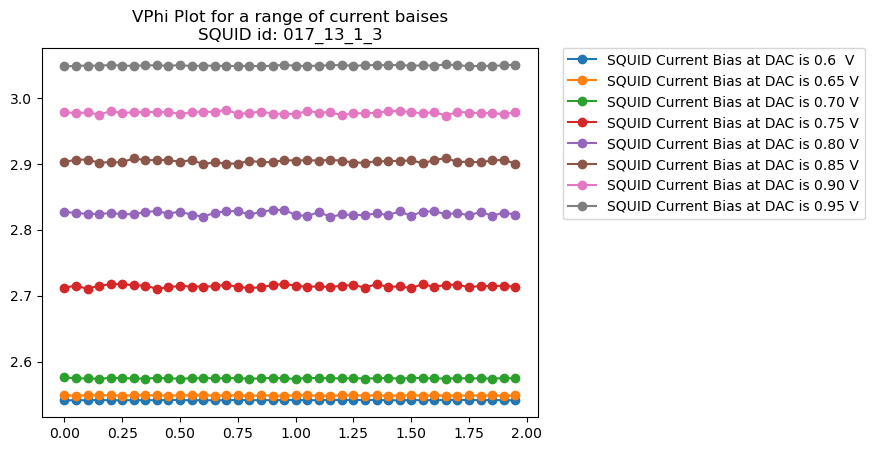 VPhi Plot for a range of current baises
SQUID id: 017_13_1_3
SQUID Current Bias at DAC is 0.6  V
SQUID Current Bias at DAC is 0.65 V
SQUID Current Bias at DAC is 0.70 V
SQUID Current Bias at DAC is 0.75 V
SQUID Current Bias at DAC is 0.80 V
SQUID Current Bias at DAC is 0.85 V
SQUID Current Bias at DAC is 0.90 V
SQUID Current Bias at DAC is 0.95 V
3.0
2.9
2.8
2.7
2.6
0.00 0.25 0.50 0.75 1.00 1.25 1.50 1.75 2.00